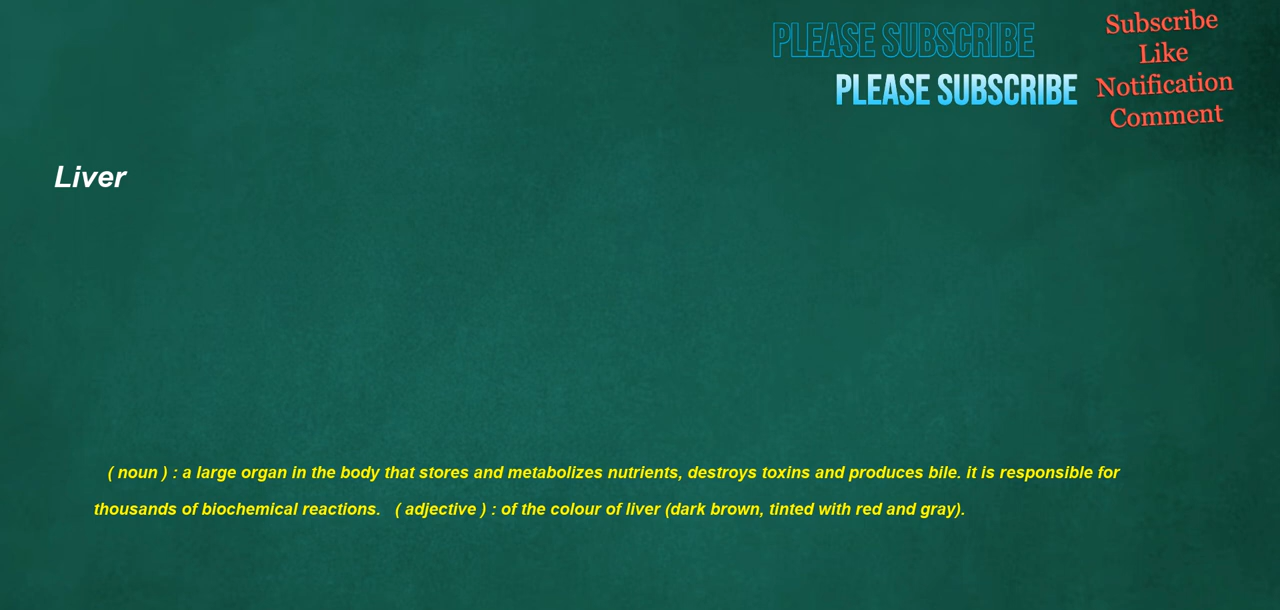 PLEASE SUBSCRIBE
PLEASE SUBSCRIBE
Subscribe
Like
Notification
Comment
Liver
( noun ) : a large organ in the body that stores and metabolizes nutrients, destroys toxins and produces bile. it is responsible for
thousands of biochemical reactions. ( adjective ) : of the colour of liver (dark brown, tinted with red and gray).